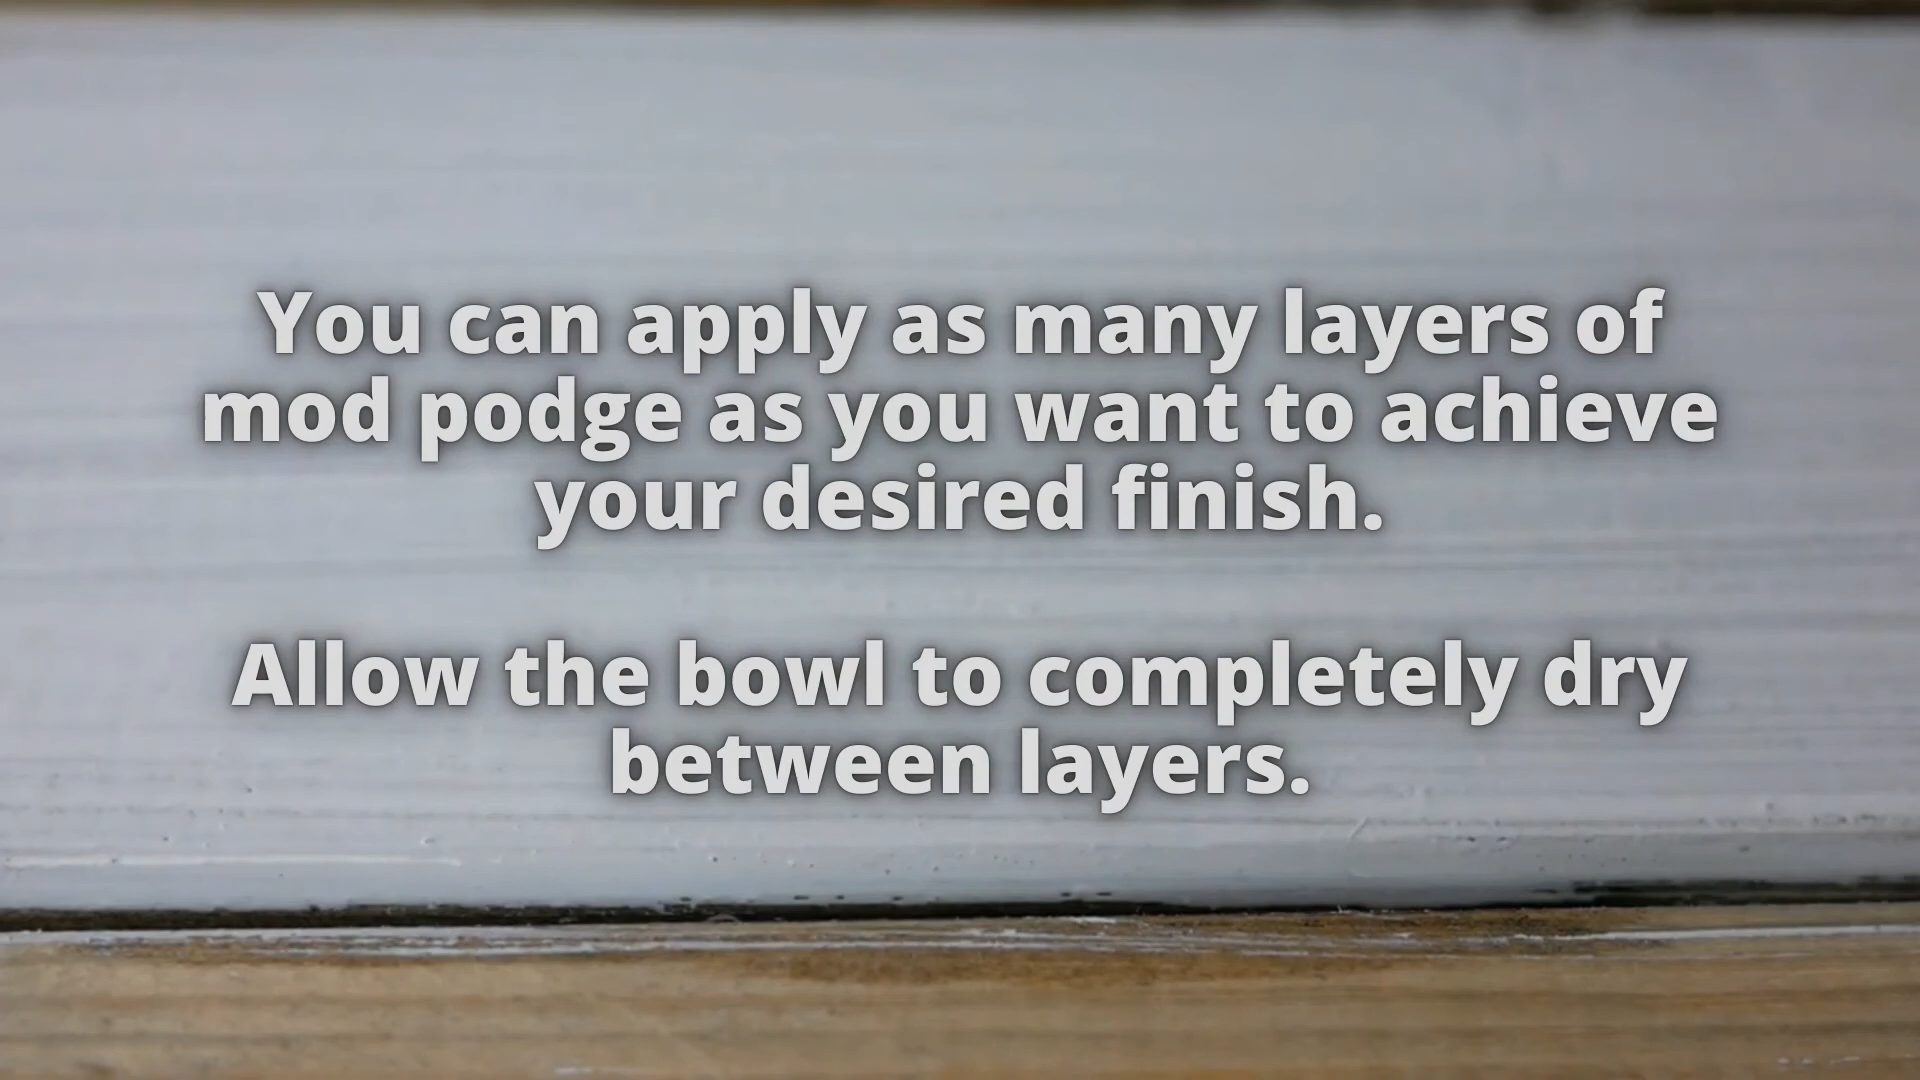 You can apply as many layers of
mod podge as you want to achieve
your desired finish.
Allow the bowl to completely dry
between layers.